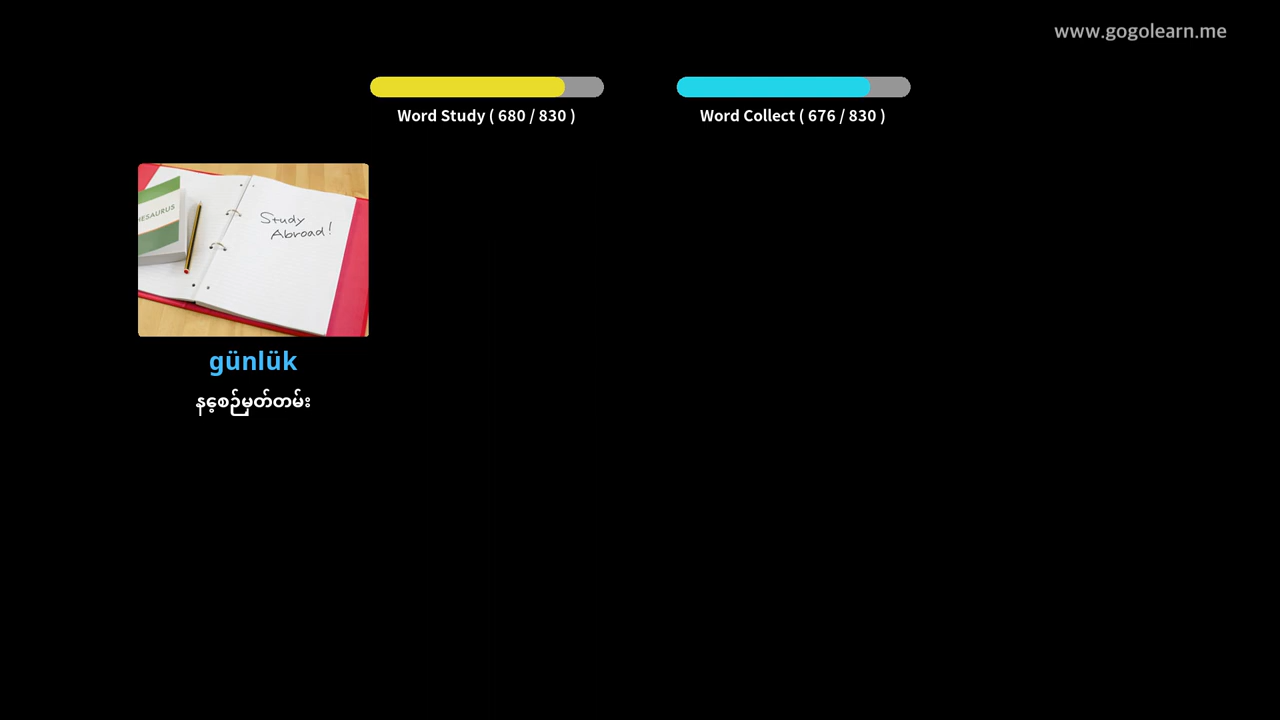 www.gogolearn.me
Word Study ( 680 / 830 )
Word Collect ( 676 / 830 )
HESAURUS
Study
Abroad!
günlük
နေ့စဉ်မှတ်တမ်း